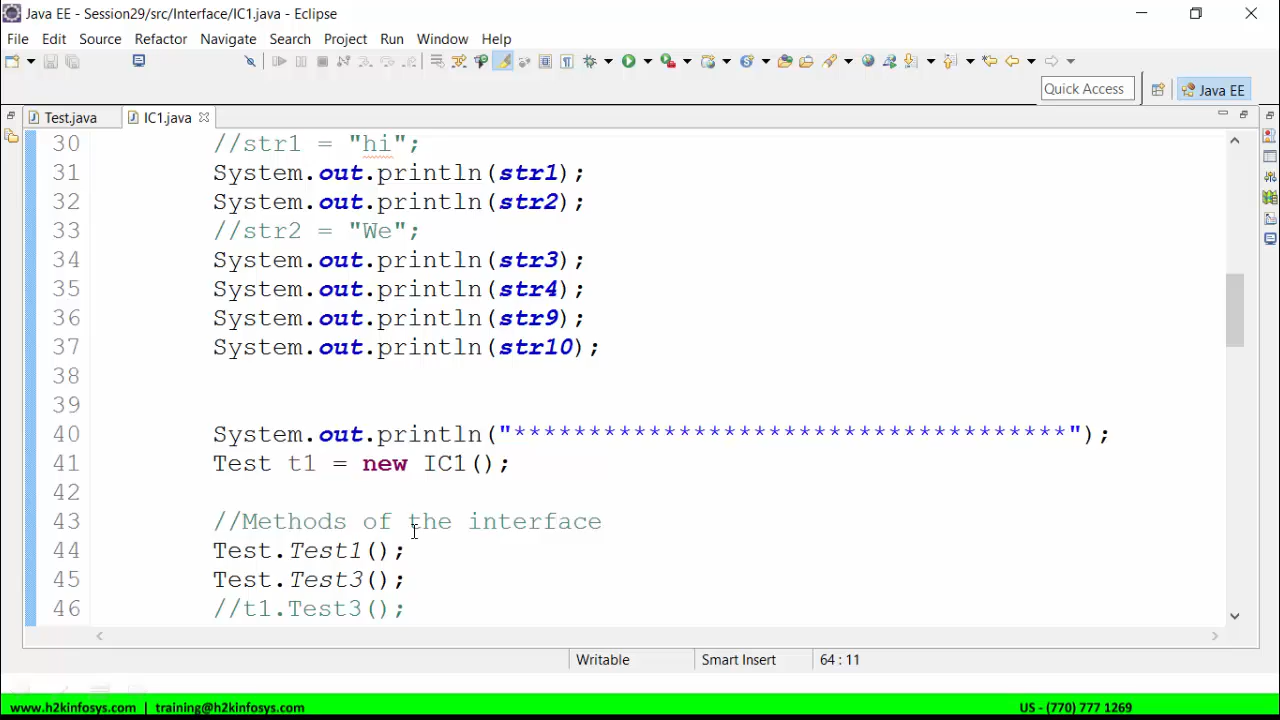 Java EE - Session29/src/Interface/IC1.java - Eclipse
File Edit Source Refactor Navigate Search Project Run Window Help
Quick Access
Java EE
Test.java
IC1.java
30 //str1 = "hi";
31 System.out.println(str1);
32 System.out.println(str2);
33 //str2 = "We";
34 System.out.println(str3);
35 System.out.println(str4);
36 System.out.println(str9);
37 System.out.println(str10);
38
39
40 System.out.println("*************************************");
41 Test t1 = new IC1();
42
43 //Methods of the interface
44 Test.Test1();
45 Test.Test3();
46 //t1.Test3();
Writable Smart Insert 64 : 11
www.h2kinfosys.com | training@h2kinfosys.com US - (770) 777 1269